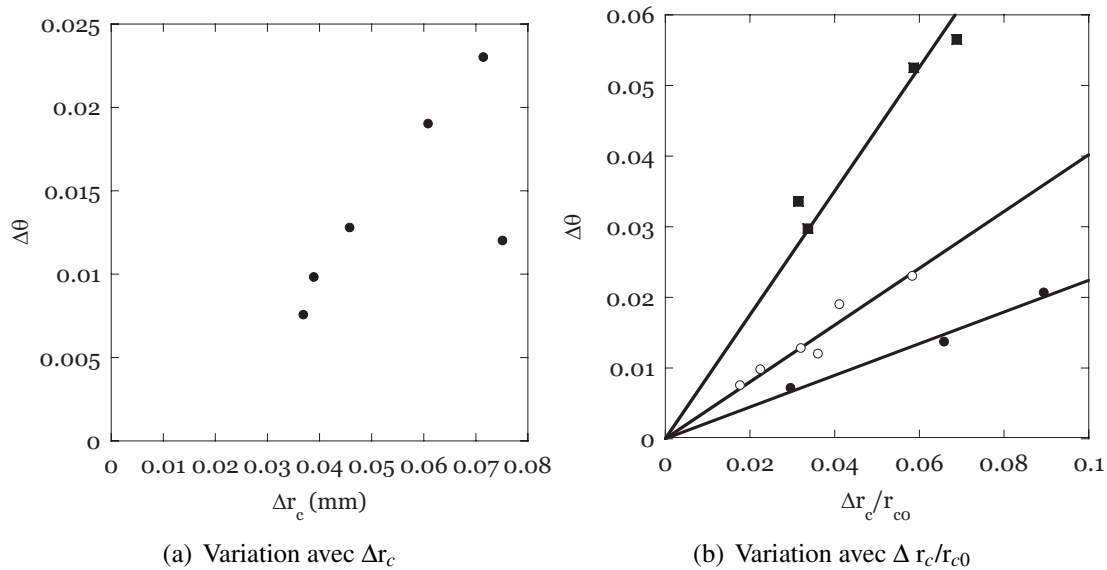 0.025
0.02
0.015
0.01
0.005
0
Δθ
0 0.01 0.02 0.03 0.04 0.05 0.06 0.07 0.08
Δr_c (mm)
(a) Variation avec Δr_c
0.06
0.05
0.04
0.03
0.02
0.01
0
Δθ
0 0.02 0.04 0.06 0.08 0.1
Δr_c/r_co
(b) Variation avec Δ r_c/r_c0